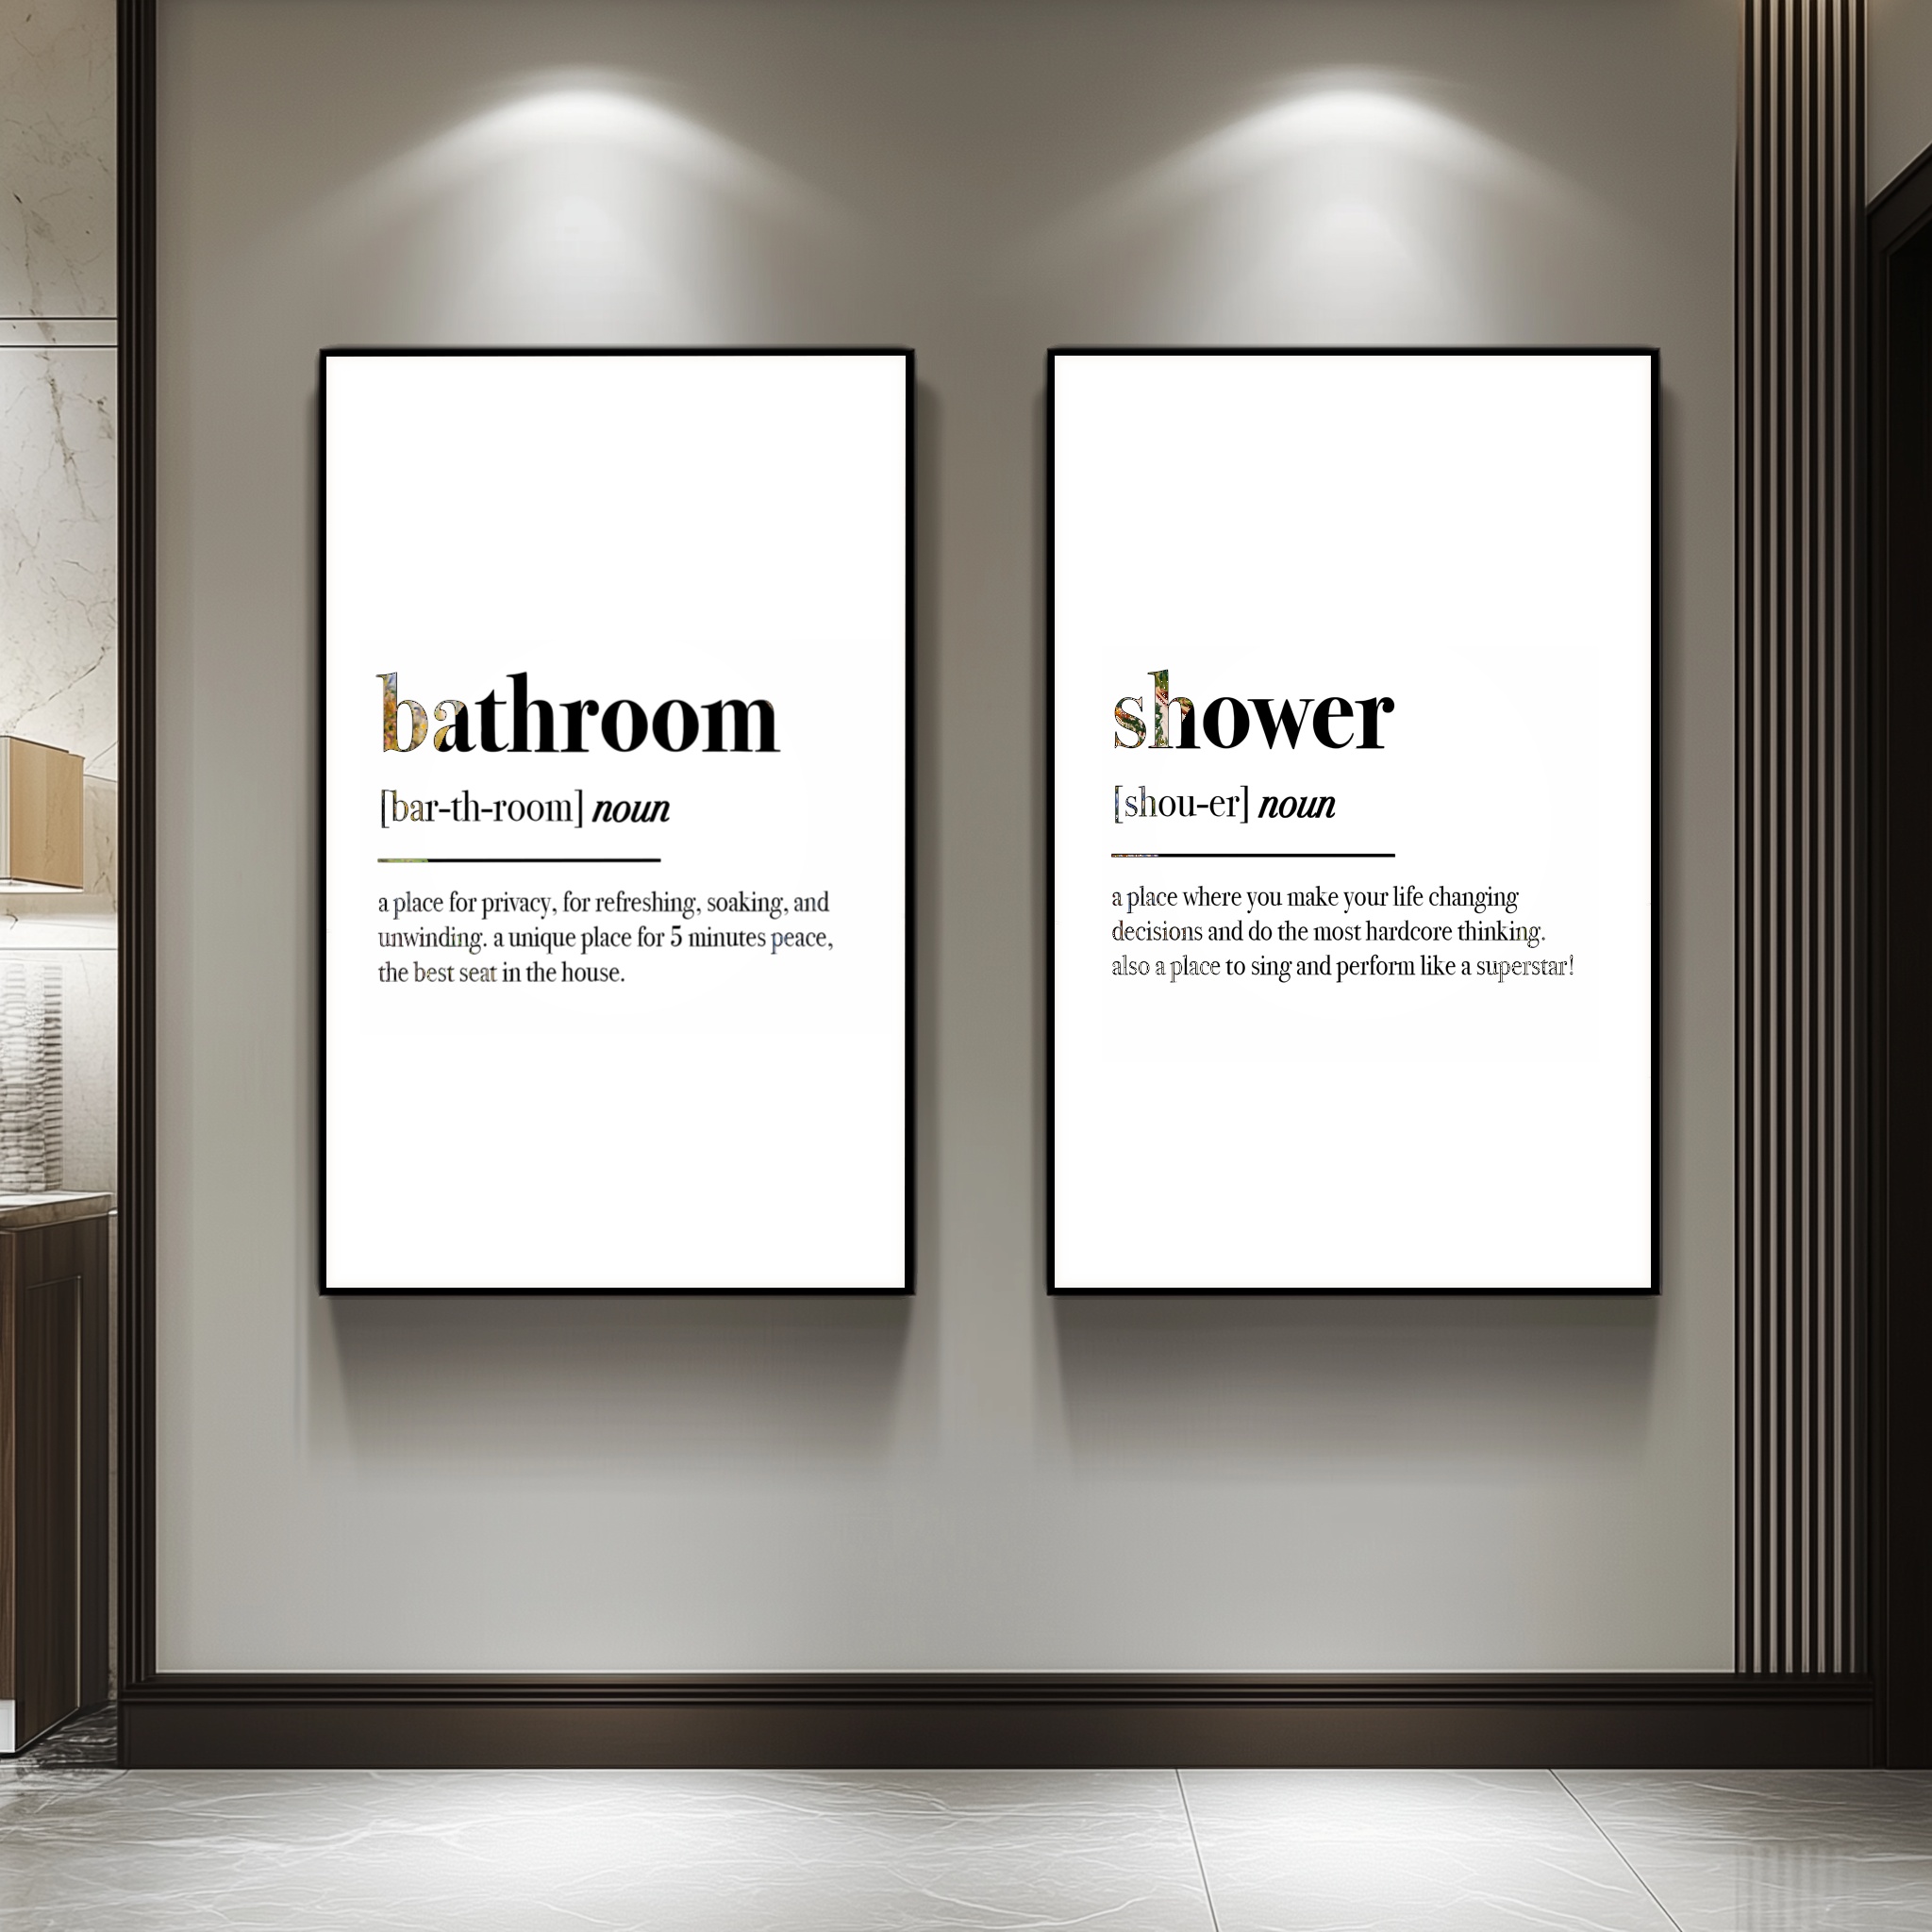 bathroom
[bar-th-room] noun
a place for privacy, for refreshing, soaking, and
unwinding. a unique place for 5 minutes peace,
the best seat in the house.
shower
[shou-er] noun
a place where you make your life changing
decisions and do the most hardcore thinking.
also a place to sing and perform like a superstar!